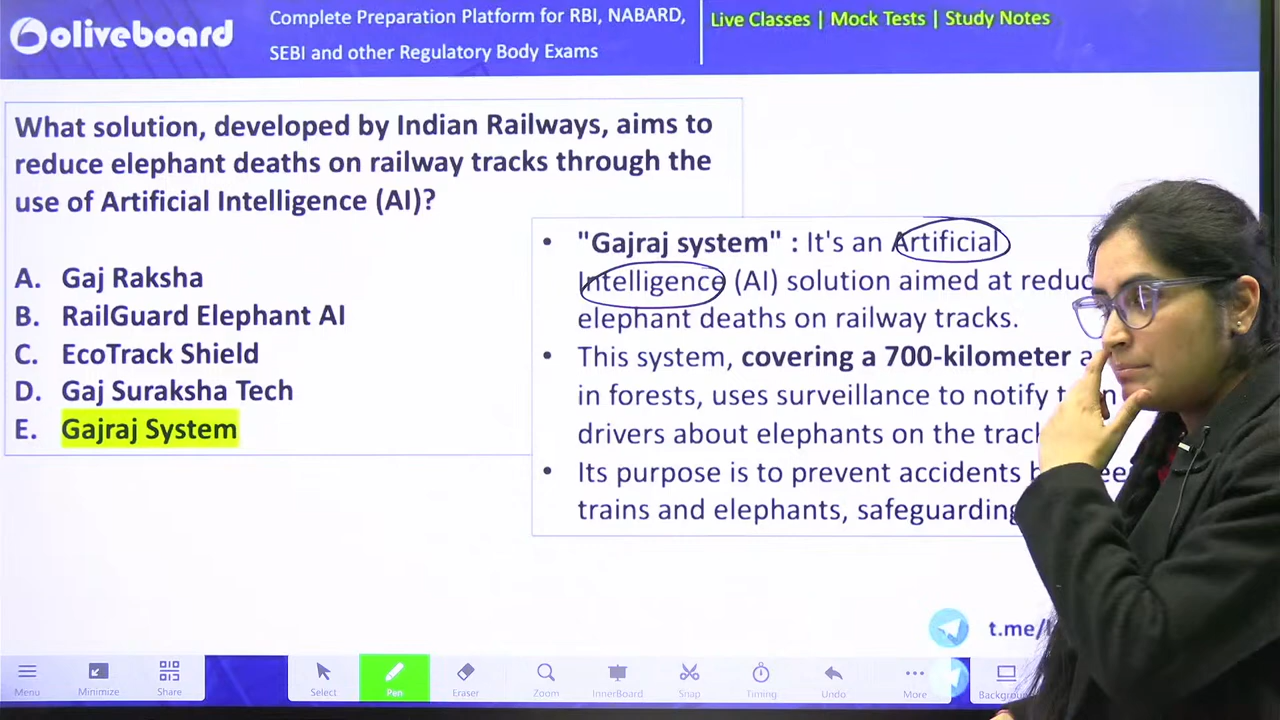 oliveboard
Complete Preparation Platform for RBI, NABARD,
SEBI and other Regulatory Body Exams
Live Classes | Mock Tests | Study Notes
What solution, developed by Indian Railways, aims to
reduce elephant deaths on railway tracks through the
use of Artificial Intelligence (AI)?
A. Gaj Raksha
B. RailGuard Elephant AI
C. EcoTrack Shield
D. Gaj Suraksha Tech
E. Gajraj System
• "Gajraj system" : It's an Artificial
Intelligence (AI) solution aimed at
elephant deaths on railway tracks.
• This system, covering a 700-kilometer
in forests, uses surveillance to notify
drivers about elephants on the
• Its purpose is to prevent accidents
trains and elephants, safeguarding
t.me/
Menu
Minimize
Share
Select
Pen
Eraser
Zoom
InnerBoard
Snap
Timing
Undo
More